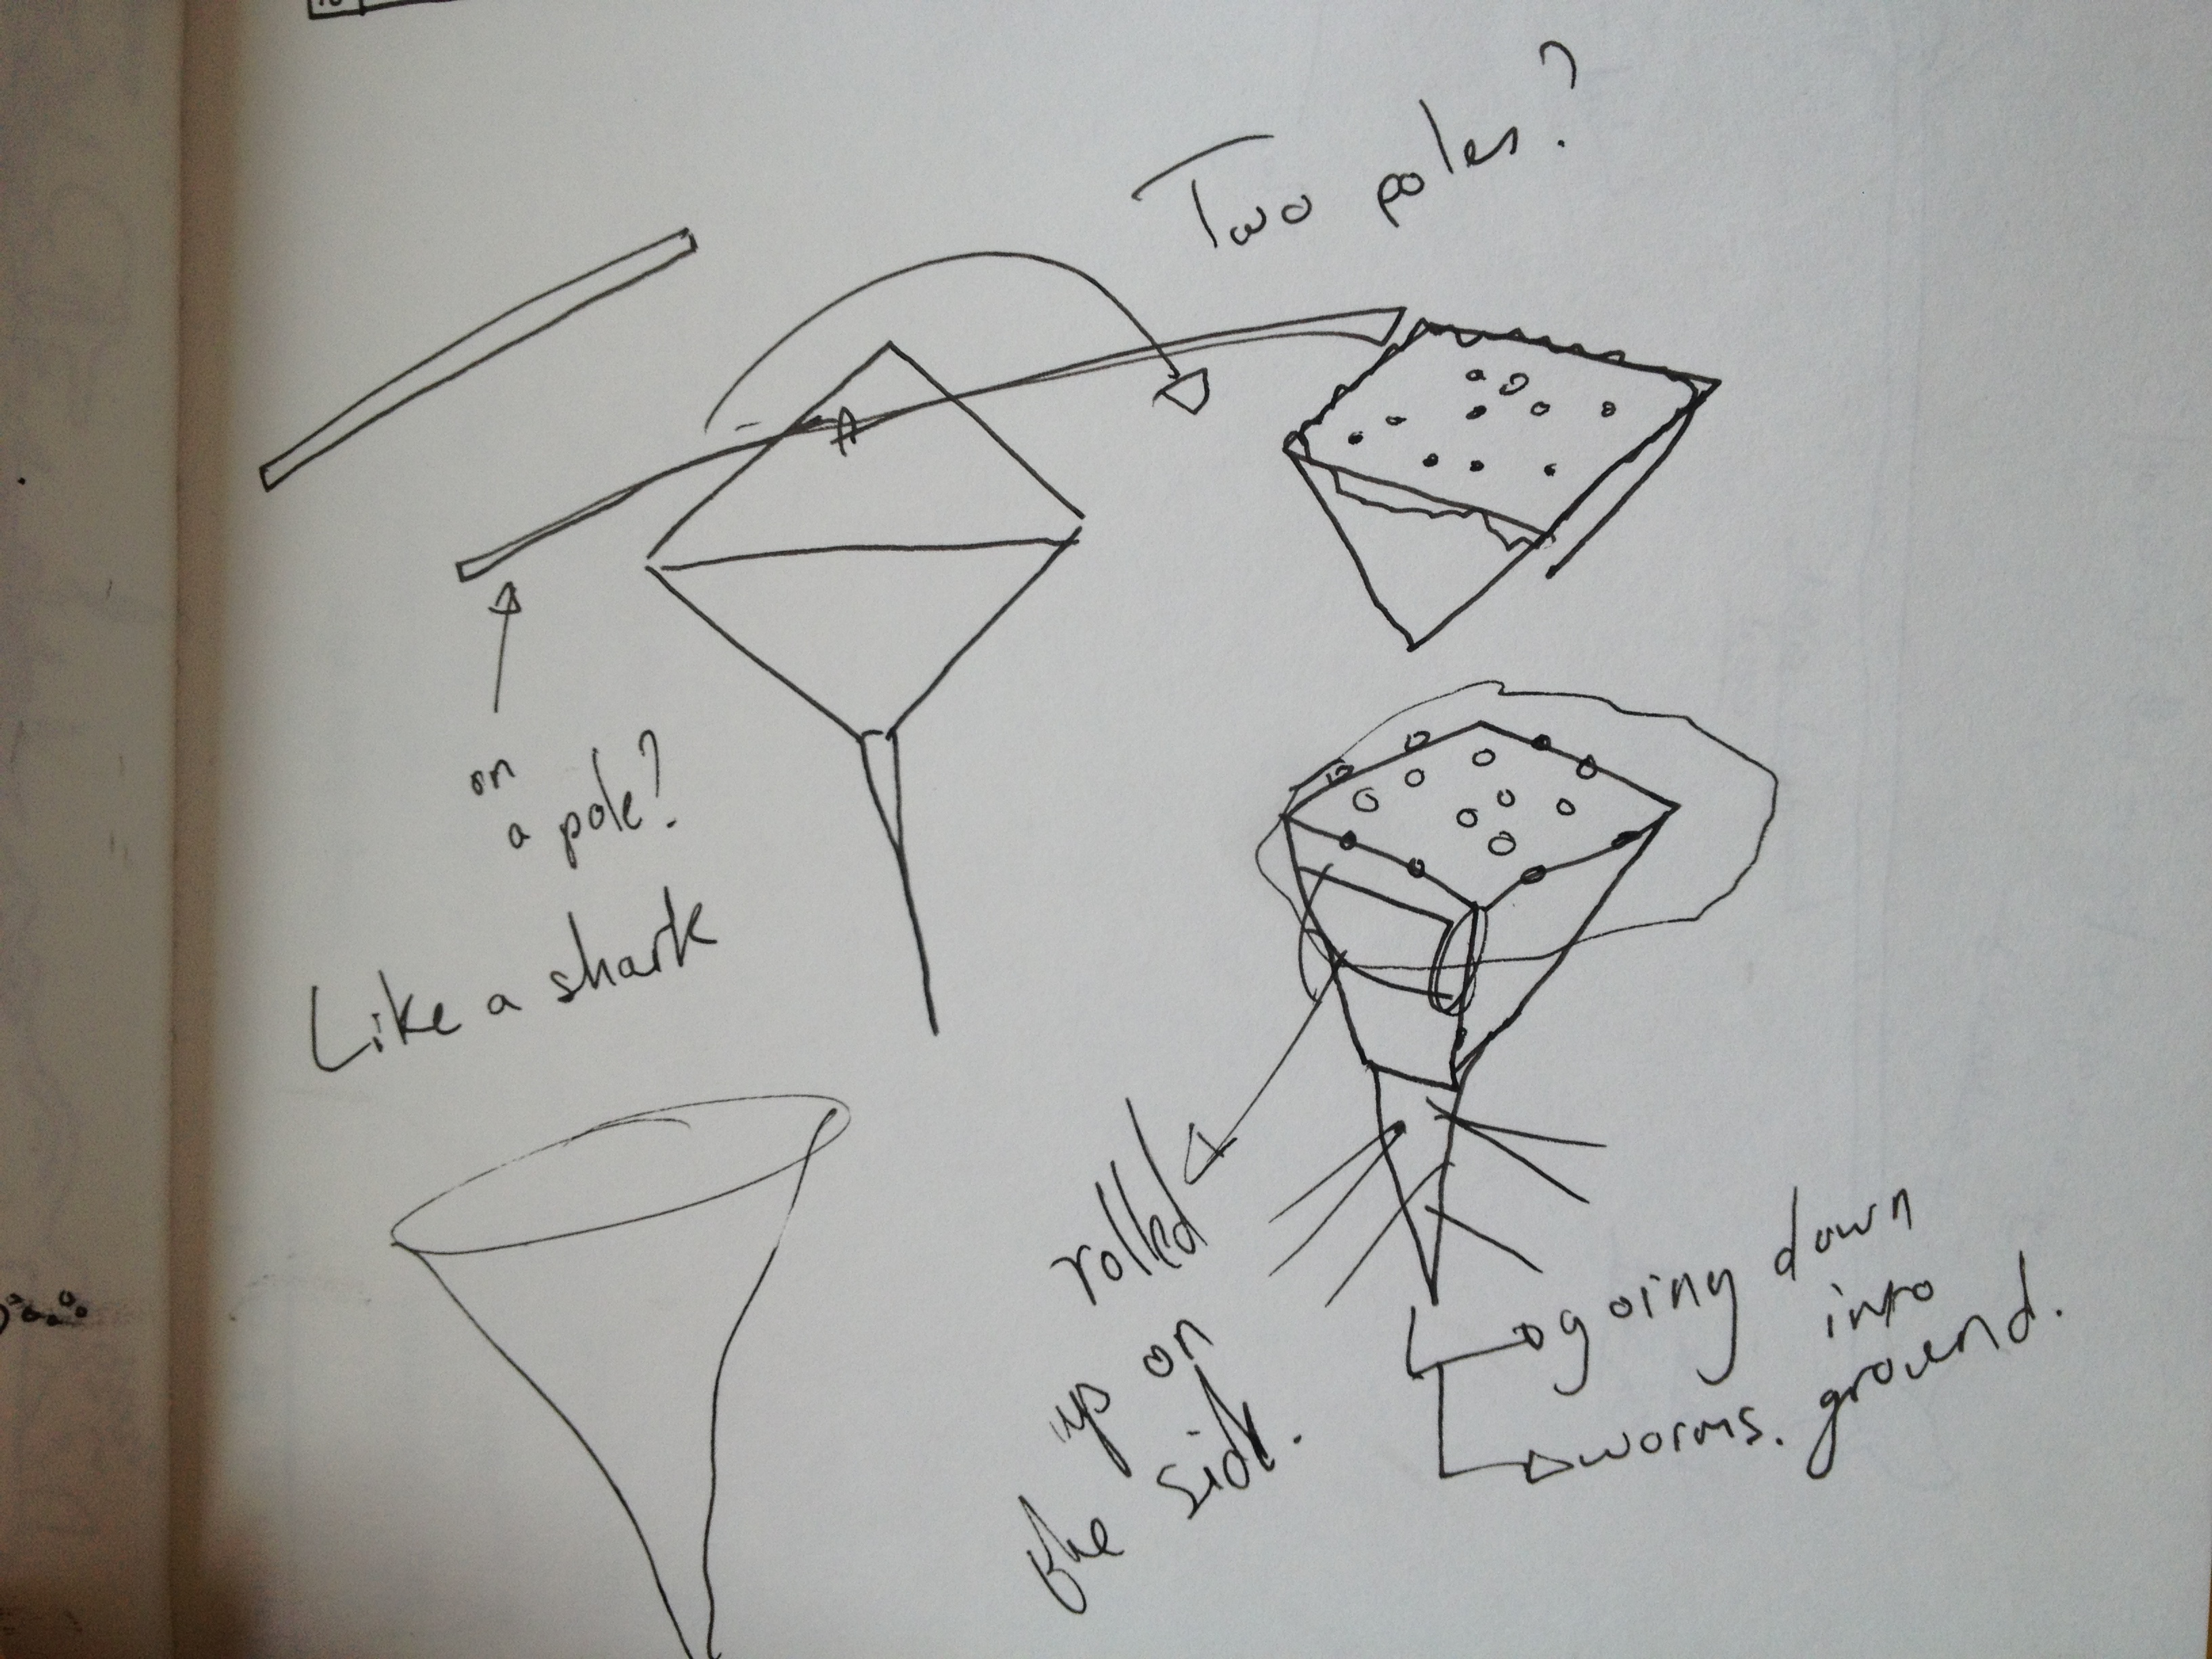 Two poles?
on
a pole?
Like a shark
rolled
up on
the side.
going down
into
ground.
worms.